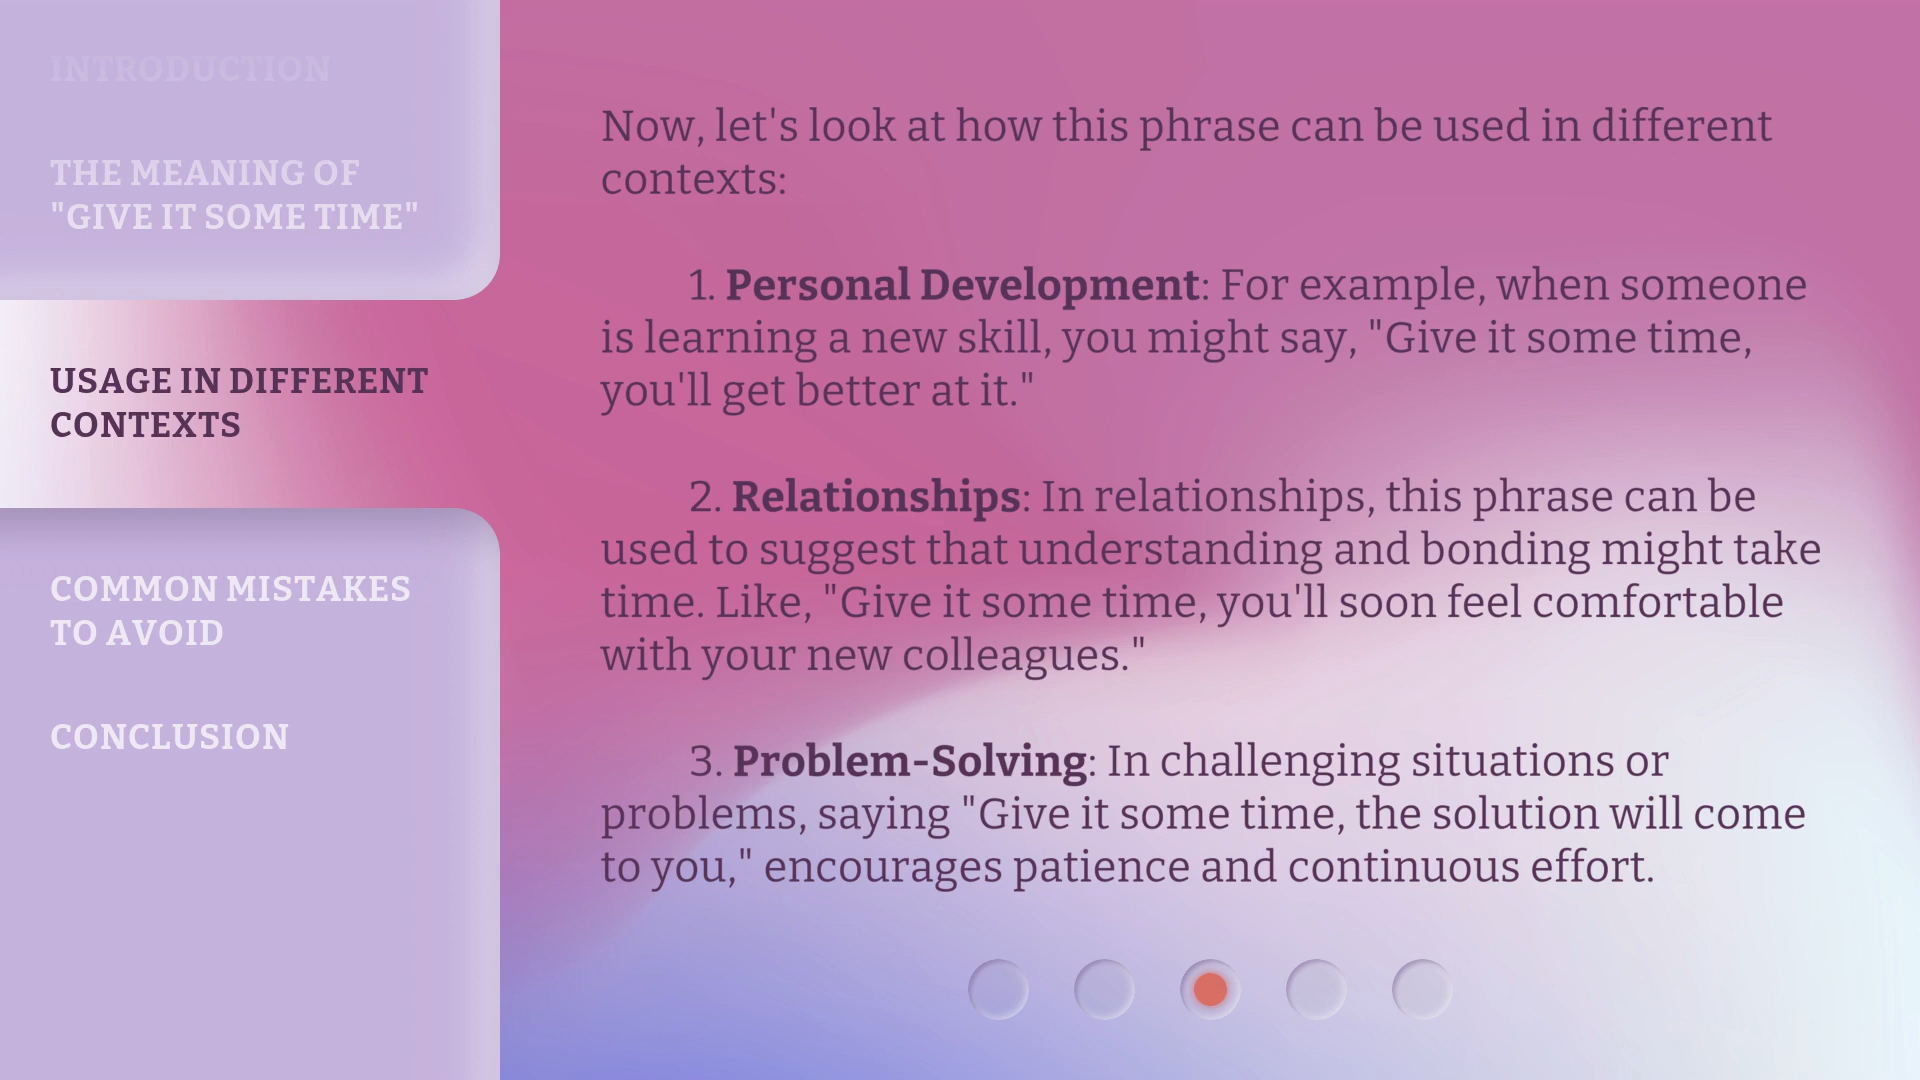 INTRODUCTION
THE MEANING OF
"GIVE IT SOME TIME"
USAGE IN DIFFERENT
CONTEXTS
COMMON MISTAKES
TO AVOID
CONCLUSION
Now, let's look at how this phrase can be used in different
contexts:
1. Personal Development: For example, when someone
is learning a new skill, you might say, "Give it some time,
you'll get better at it."
2. Relationships: In relationships, this phrase can be
used to suggest that understanding and bonding might take
time. Like, "Give it some time, you'll soon feel comfortable
with your new colleagues."
3. Problem-Solving: In challenging situations or
problems, saying "Give it some time, the solution will come
to you," encourages patience and continuous effort.